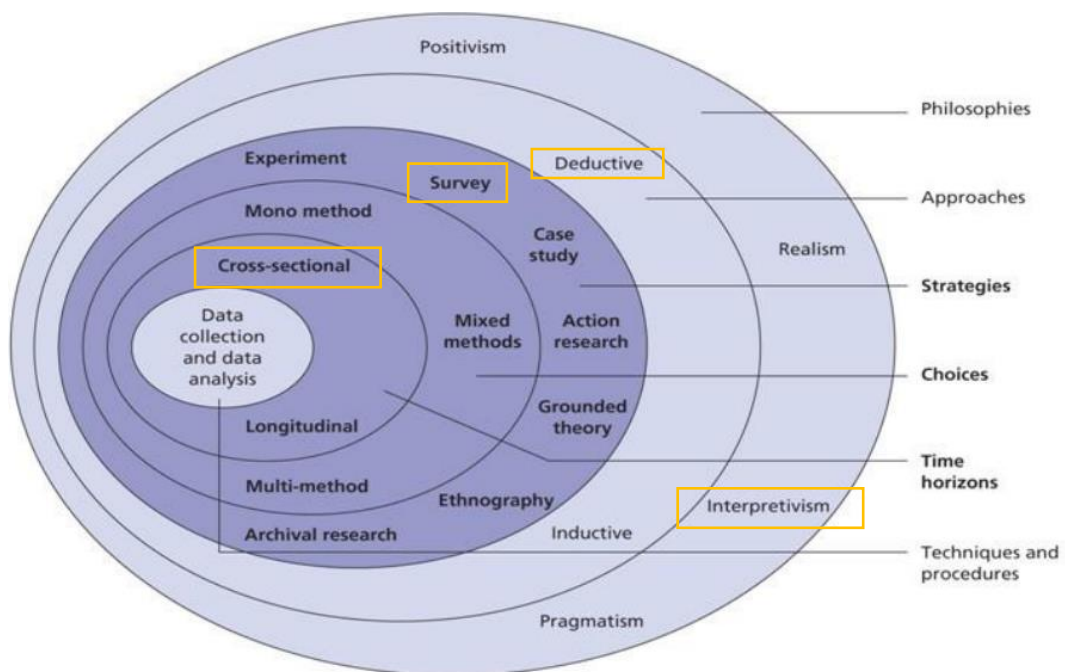 Positivism
Philosophies
Experiment
Deductive
Survey
Approaches
Mono method
Case
study
Realism
Cross-sectional
Strategies
Data
collection
and data
analysis
Mixed
methods
Action
research
Choices
Grounded
theory
Longitudinal
Time
horizons
Multi-method
Ethnography
Interpretivism
Archival research
Inductive
Techniques and
procedures
Pragmatism